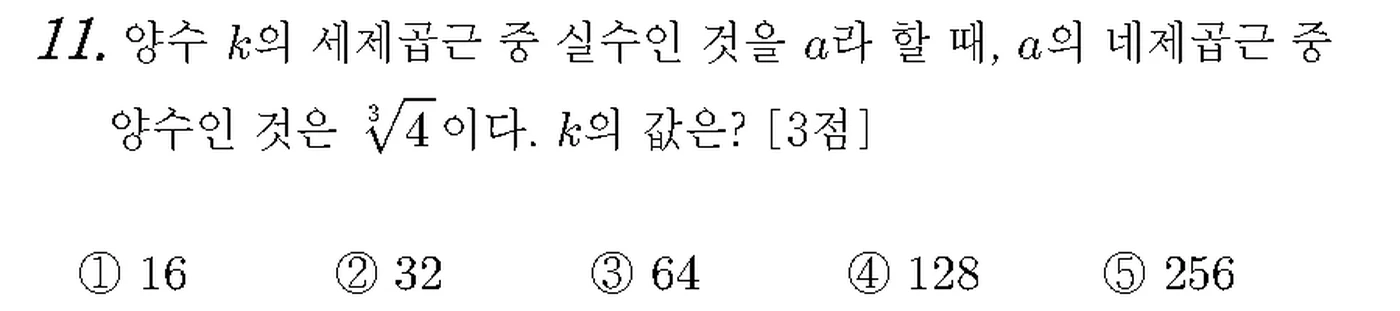 11. 양수 k의 세제곱근 중 실수인 것을 a라 할 때, a의 네제곱근 중
양수인 것은 ∛4이다. k의 값은? [3점]
① 16 ② 32 ③ 64 ④ 128 ⑤ 256